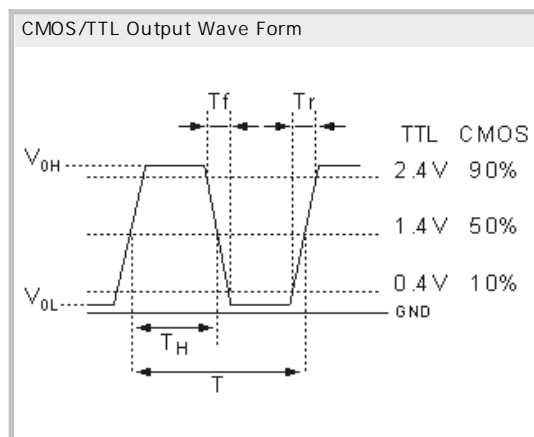 CMOS/TTL Output Wave Form
Tf Tr
TTL CMOS
V0H 2.4V 90%
1.4V 50%
0.4V 10%
V0L GND
TH
T